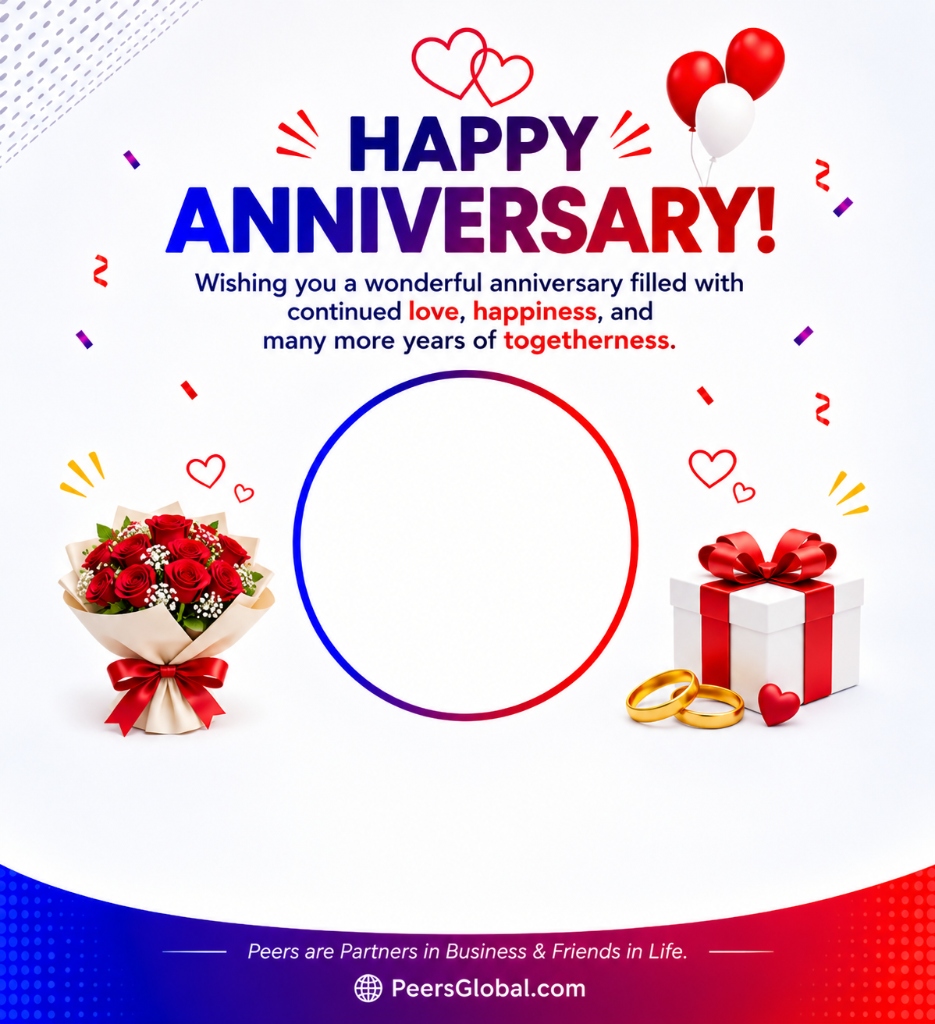 HAPPY
ANNIVERSARY!
Wishing you a wonderful anniversary filled with
continued love, happiness, and
many more years of togetherness.
Peers are Partners in Business & Friends in Life.
PeersGlobal.com